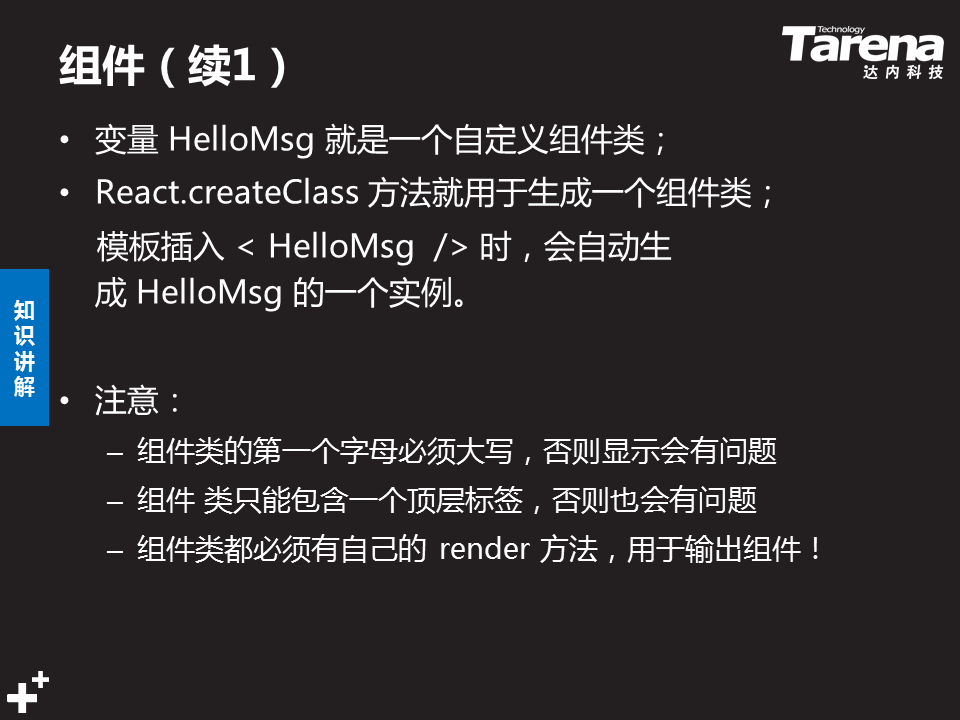 组件（续1）
Technology
Tarena
达内科技
• 变量 HelloMsg 就是一个自定义组件类；
• React.createClass 方法就用于生成一个组件类；
模板插入 < HelloMsg /> 时，会自动生
成 HelloMsg 的一个实例。
知识讲解
• 注意：
– 组件类的第一个字母必须大写，否则显示会有问题
– 组件 类只能包含一个顶层标签，否则也会有问题
– 组件类都必须有自己的 render 方法，用于输出组件！